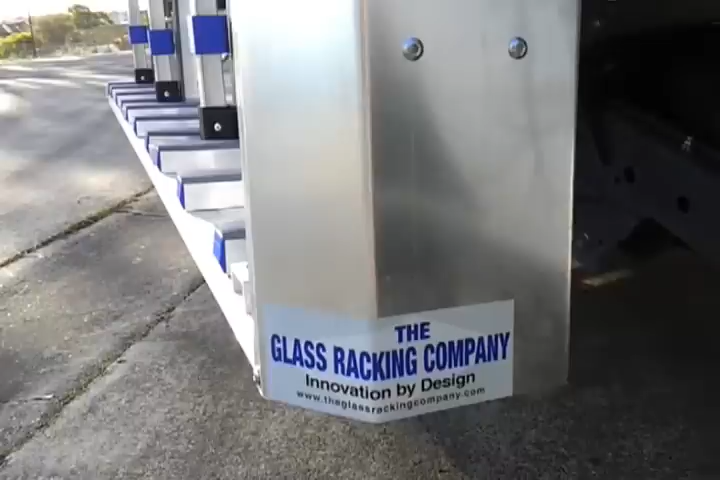 THE
GLASS RACKING COMPANY
Innovation by Design
www.theglassrackingcompany.com